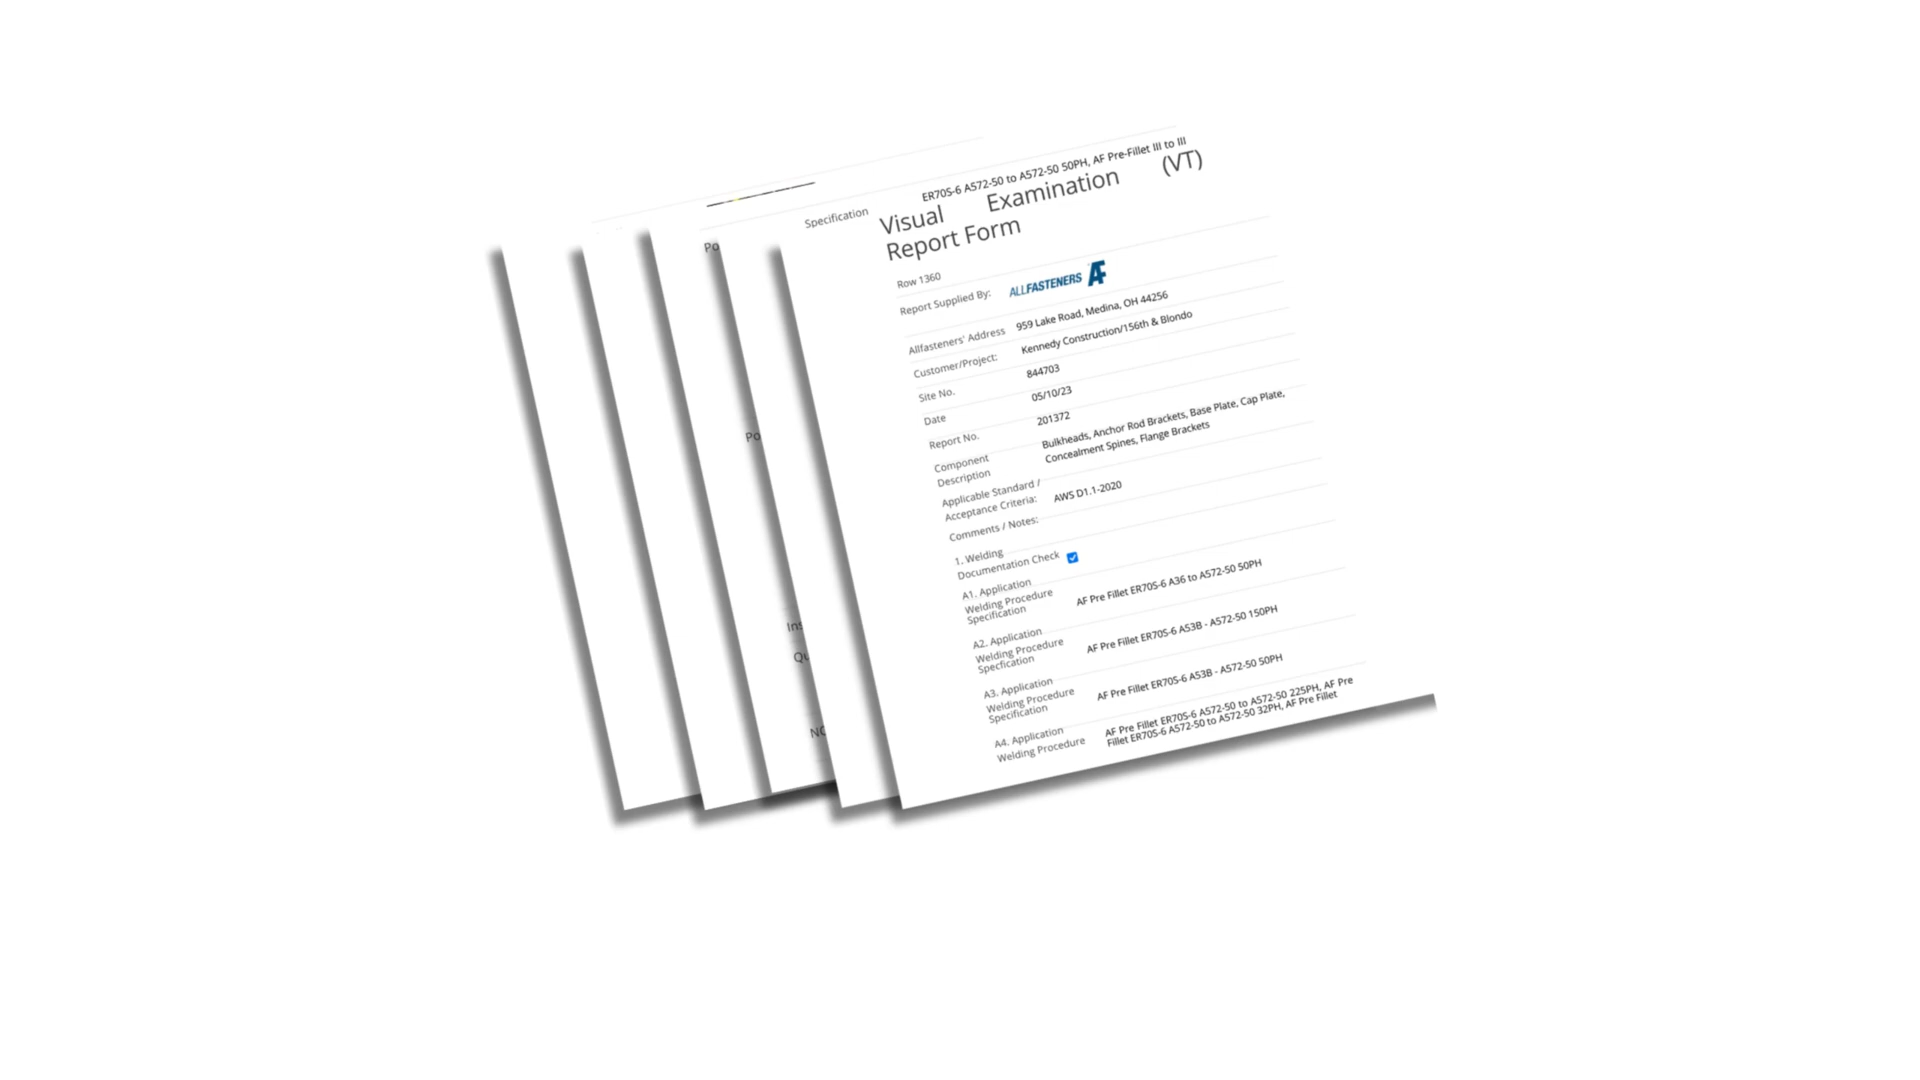 ER70S-6 A572-50 to A572-50 50PH, AF Pre-Fillet III to III
Specification
Visual Examination (VT)
Report Form
Row 1360
Report Supplied By:
ALLFASTENERS AF
Allfasteners' Address
959 Lake Road, Medina, OH 44256
Customer/Project:
Kennedy Construction/156th & Blondo
Site No.
844703
Date
05/10/23
Report No.
201372
Component
Description
Bulkheads, Anchor Rod Brackets, Base Plate, Cap Plate,
Concealment Spines, Flange Brackets
Applicable Standard /
Acceptance Criteria:
AWS D1.1-2020
Comments / Notes:
1. Welding
Documentation Check
A1. Application
Welding Procedure
Specification
AF Pre Fillet ER70S-6 A36 to A572-50 50PH
A2. Application
Welding Procedure
Specfication
AF Pre Fillet ER70S-6 A53B - A572-50 150PH
A3. Application
Welding Procedure
Specification
AF Pre Fillet ER70S-6 A53B - A572-50 50PH
A4. Application
Welding Procedure
AF Pre Fillet ER70S-6 A572-50 to A572-50 225PH, AF Pre
Fillet ER70S-6 A572-50 to A572-50 32PH, AF Pre Fillet
Po
Po
Ins
Qu
NC